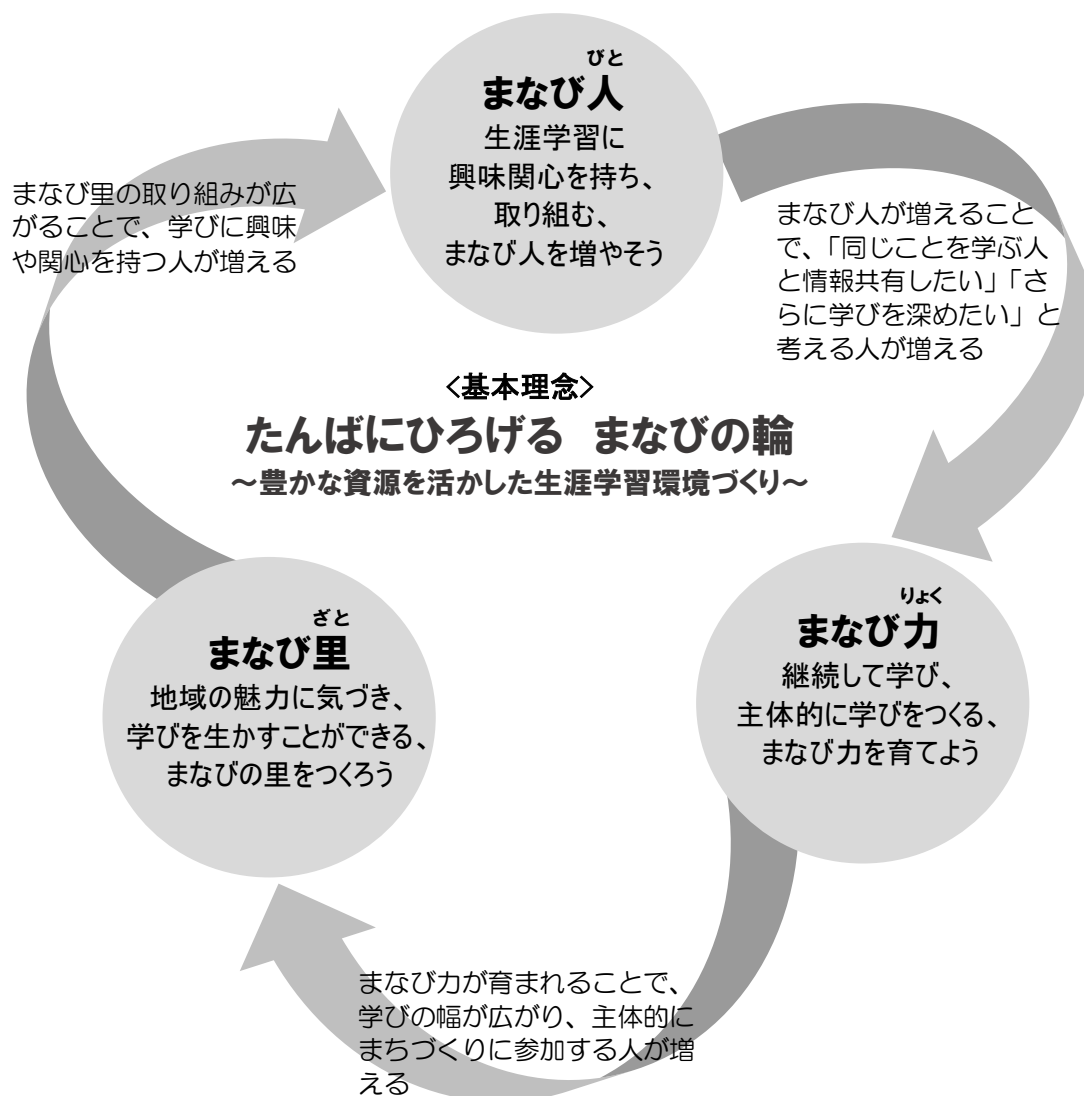 びと
まなび人
生涯学習に
興味関心を持ち、
取り組む、
まなび人を増やそう
まなび里の取り組みが広
がることで、学びに興味
や関心を持つ人が増える
まなび人が増えること
で、「同じことを学ぶ人
と情報共有したい」「さ
らに学びを深めたい」と
考える人が増える
<基本理念>
たんばにひろげる　まなびの輪
～豊かな資源を活かした生涯学習環境づくり～
ざと
まなび里
地域の魅力に気づき、
学びを生かすことができる、
まなびの里をつくろう
りょく
まなび力
継続して学び、
主体的に学びをつくる、
まなび力を育てよう
まなび力が育まれることで、
学びの幅が広がり、主体的に
まちづくりに参加する人が増
える